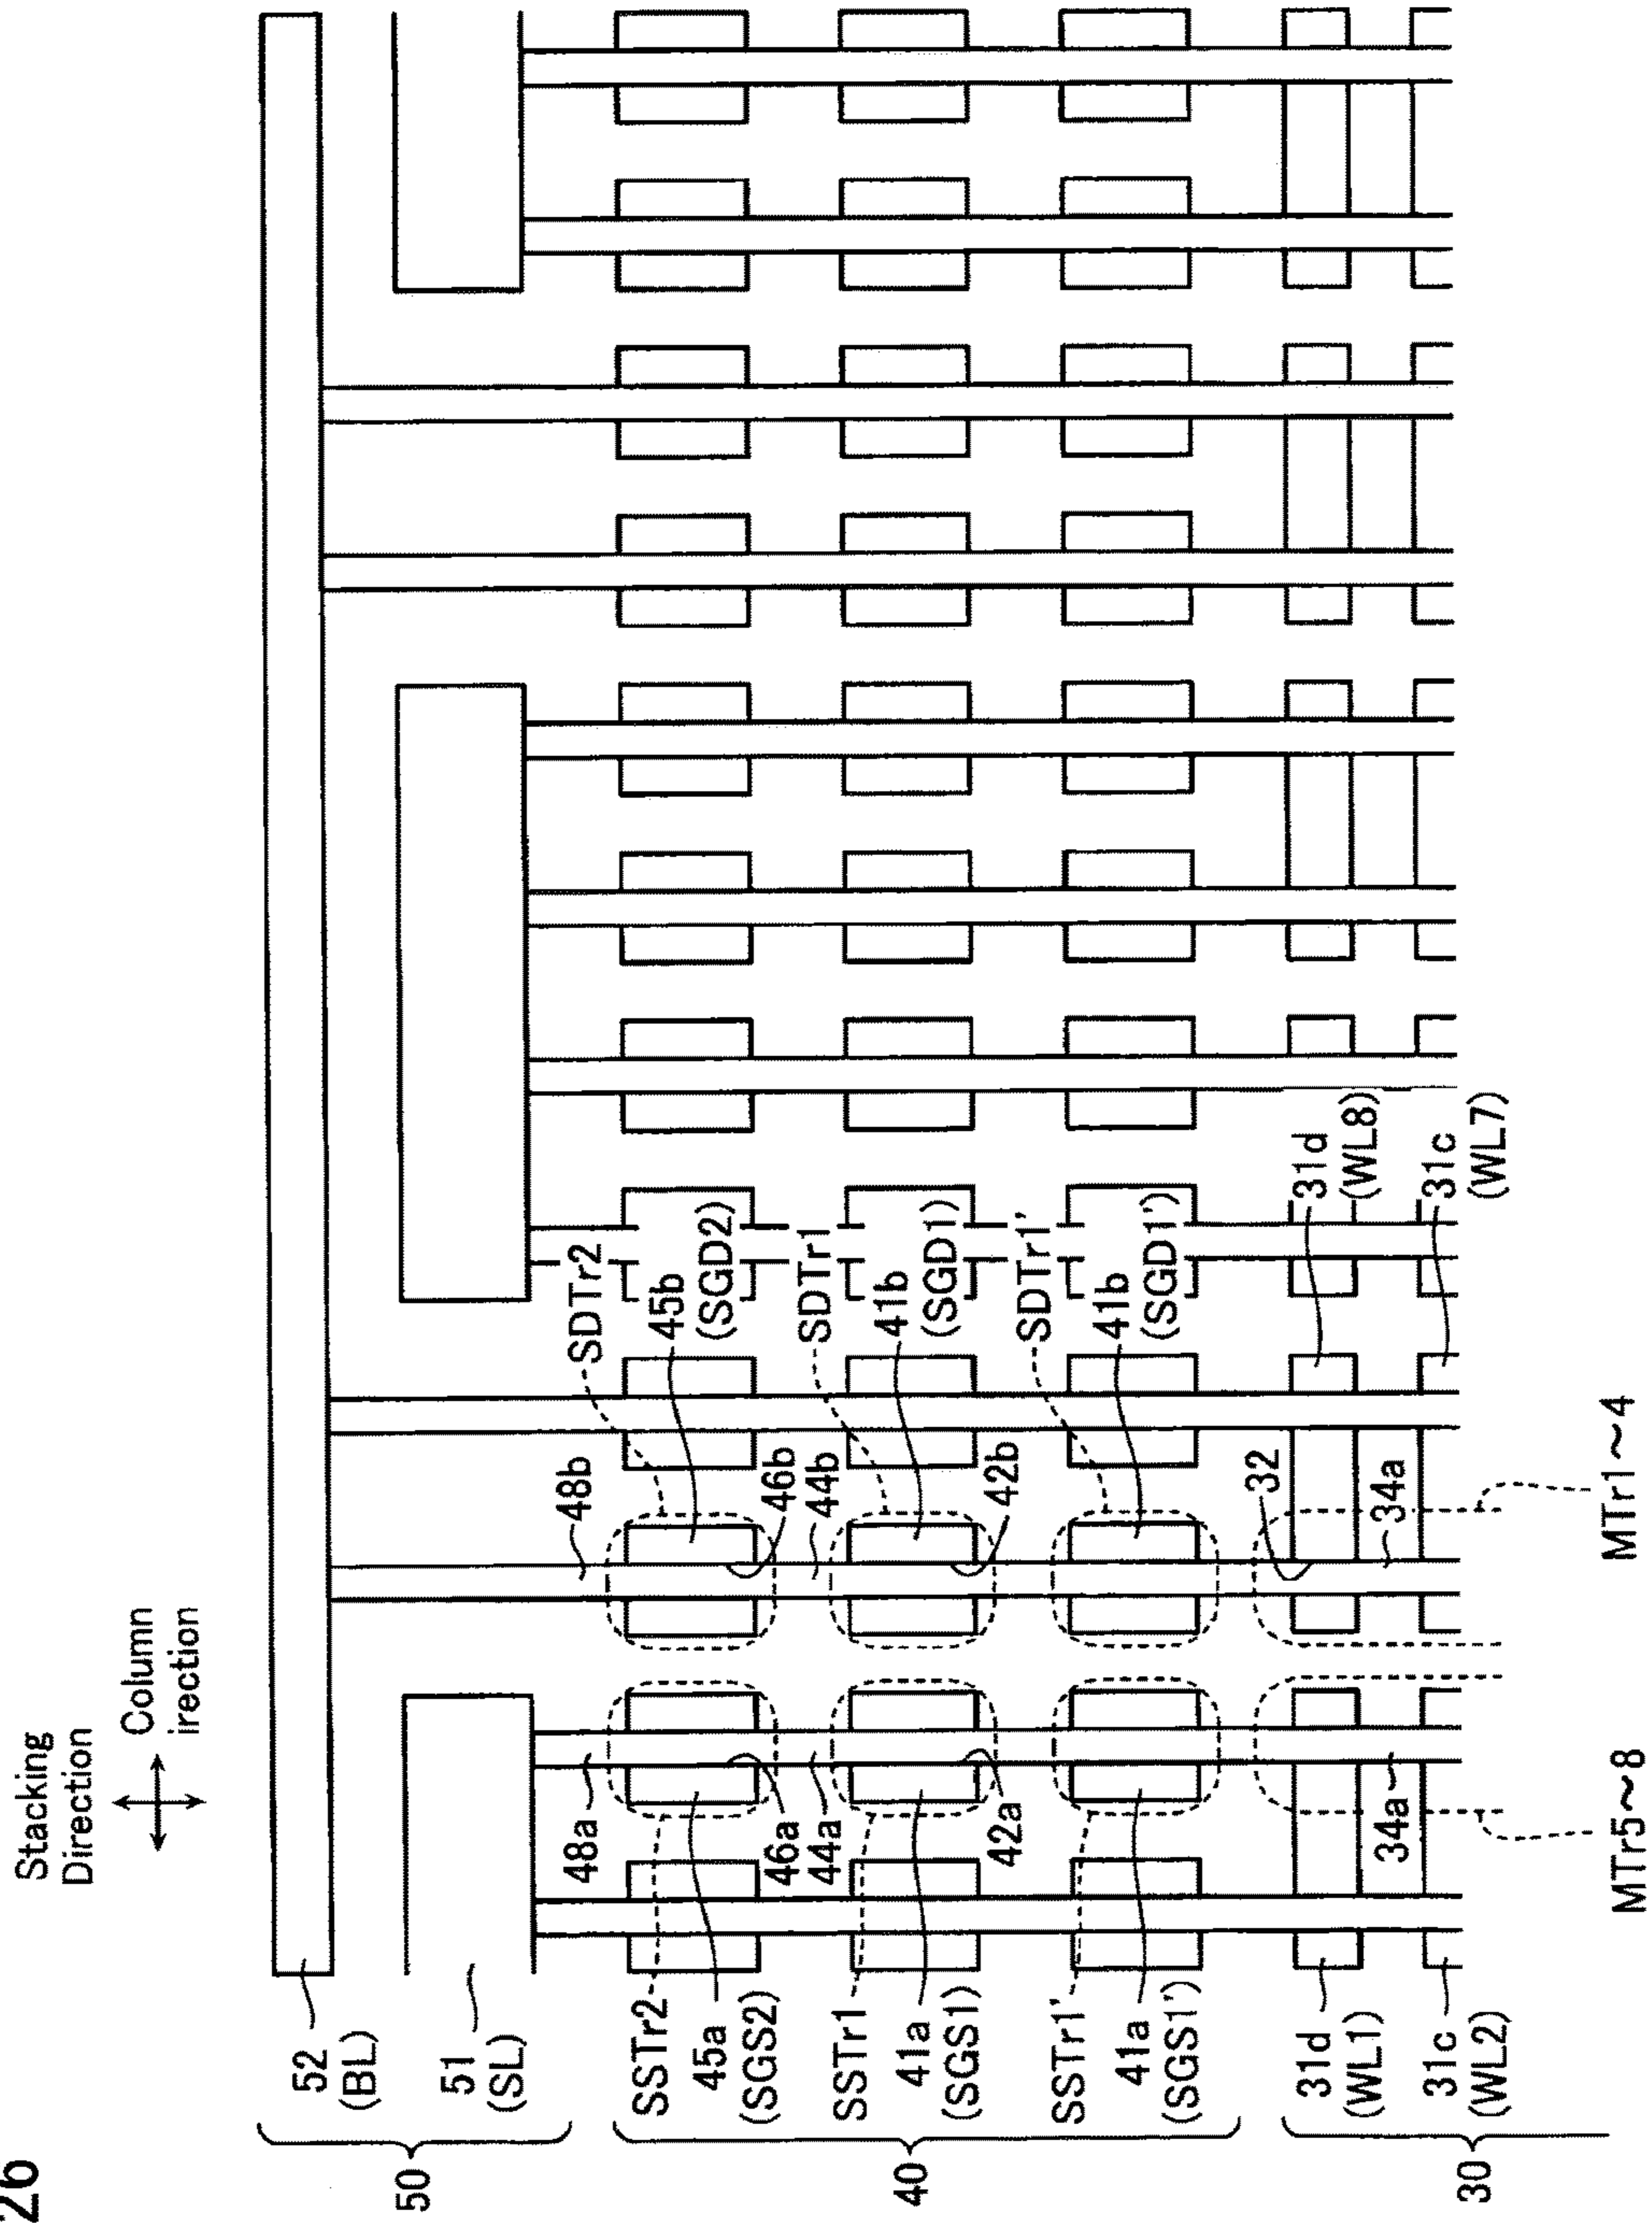 26
Stacking
Direction
Column
irection
50
52
(BL)
51
(SL)
40
SSTr2
45a
(SGS2)
SSTr1
41a
(SGS1)
SSTr1'
41a
(SGS1')
30
31d
(WL1)
31c
(WL2)
48a
46a
44a
42a
34a
MTr5~8
48b
46b
44b
42b
32
34a
MTr1~4
SDTr2
45b
(SGD2)
SDTr1
41b
(SGD1)
SDTr1'
41b
(SGD1')
31d
(WL8)
31c
(WL7)